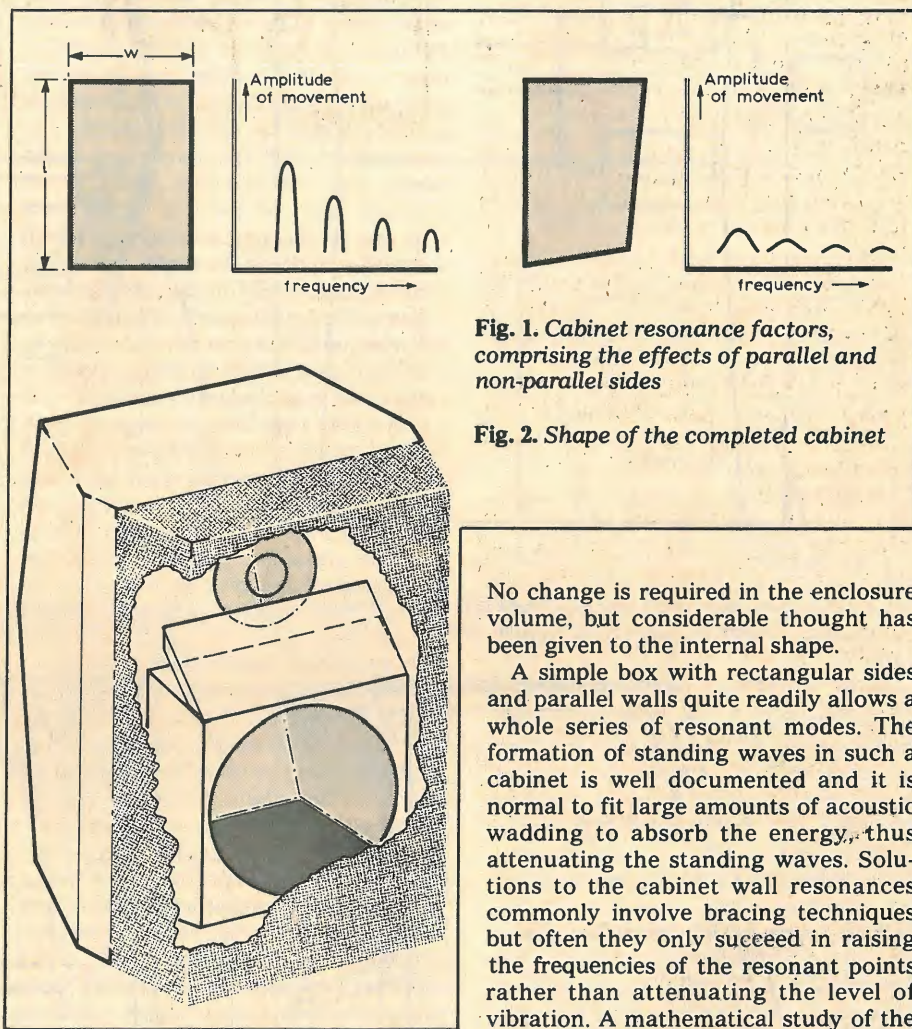 w
l
Amplitude
of movement
frequency
Amplitude
of movement
frequency
Fig. 1. Cabinet resonance factors,
comprising the effects of parallel and
non-parallel sides
Fig. 2. Shape of the completed cabinet
No change is required in the enclosure
volume, but considerable thought has
been given to the internal shape.
A simple box with rectangular sides
and parallel walls quite readily allows a
whole series of resonant modes. The
formation of standing waves in such a
cabinet is well documented and it is
normal to fit large amounts of acoustic
wadding to absorb the energy, thus
attenuating the standing waves. Solu-
tions to the cabinet wall resonances
commonly involve bracing techniques
but often they only succeed in raising
the frequencies of the resonant points
rather than attenuating the level of
vibration. A mathematical study of the